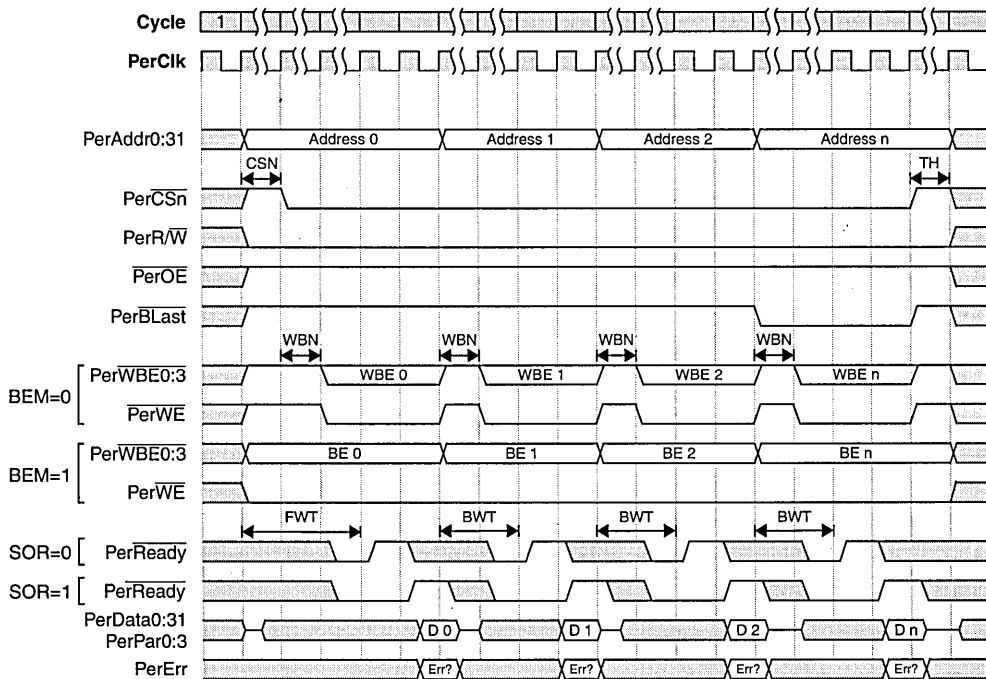 Cycle 1
PerClk
PerAddr0:31 Address 0 Address 1 Address 2 Address n
CSN TH
PerCSn
PerR/W
PerOE
PerBLast
WBN WBN WBN WBN
BEM=0 PerWBE0:3 WBE 0 WBE 1 WBE 2 WBE n
PerWE
BEM=1 PerWBE0:3 BE 0 BE 1 BE 2 BE n
PerWE
FWT BWT BWT BWT
SOR=0 PerReady
SOR=1 PerReady
PerData0:31 D 0 D 1 D 2 D n
PerPar0:3
PerErr Err? Err? Err? Err?